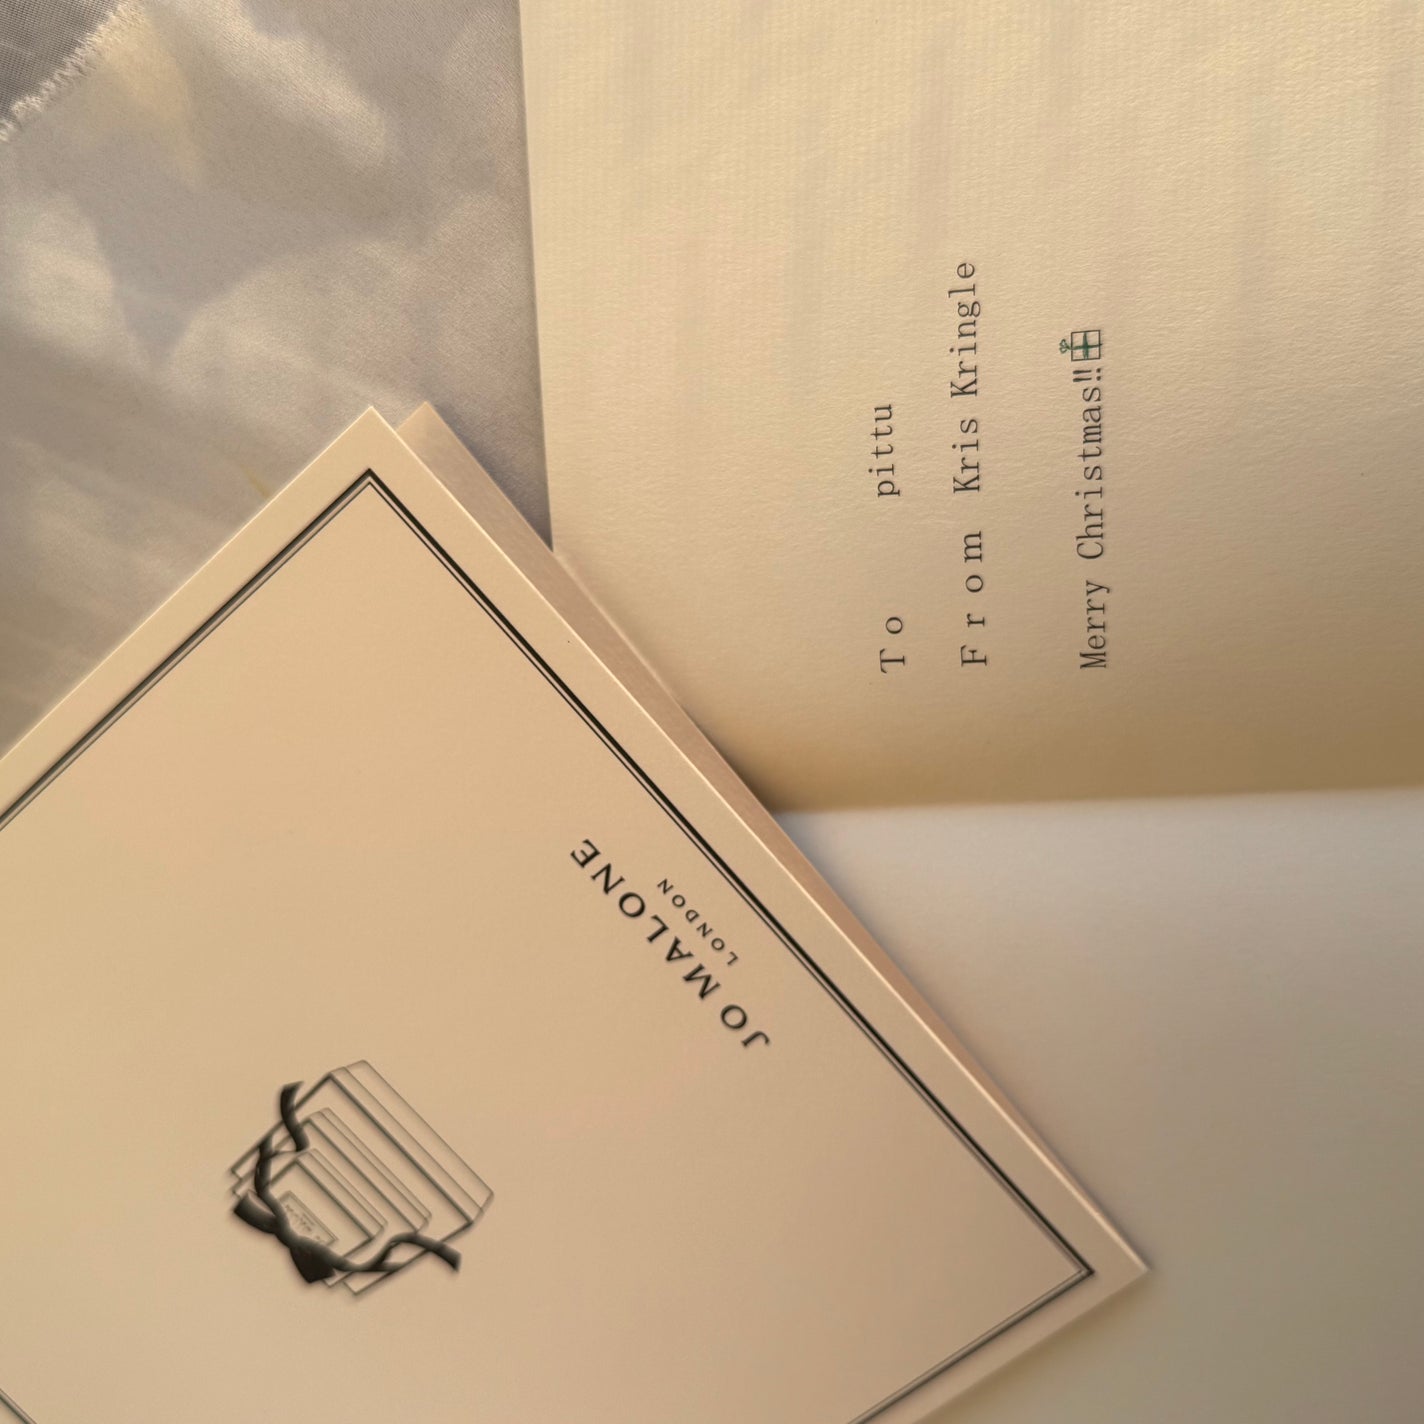 To pittu
From Kris Kringle
Merry Christmas!!🎁
JO MALONE
LONDON